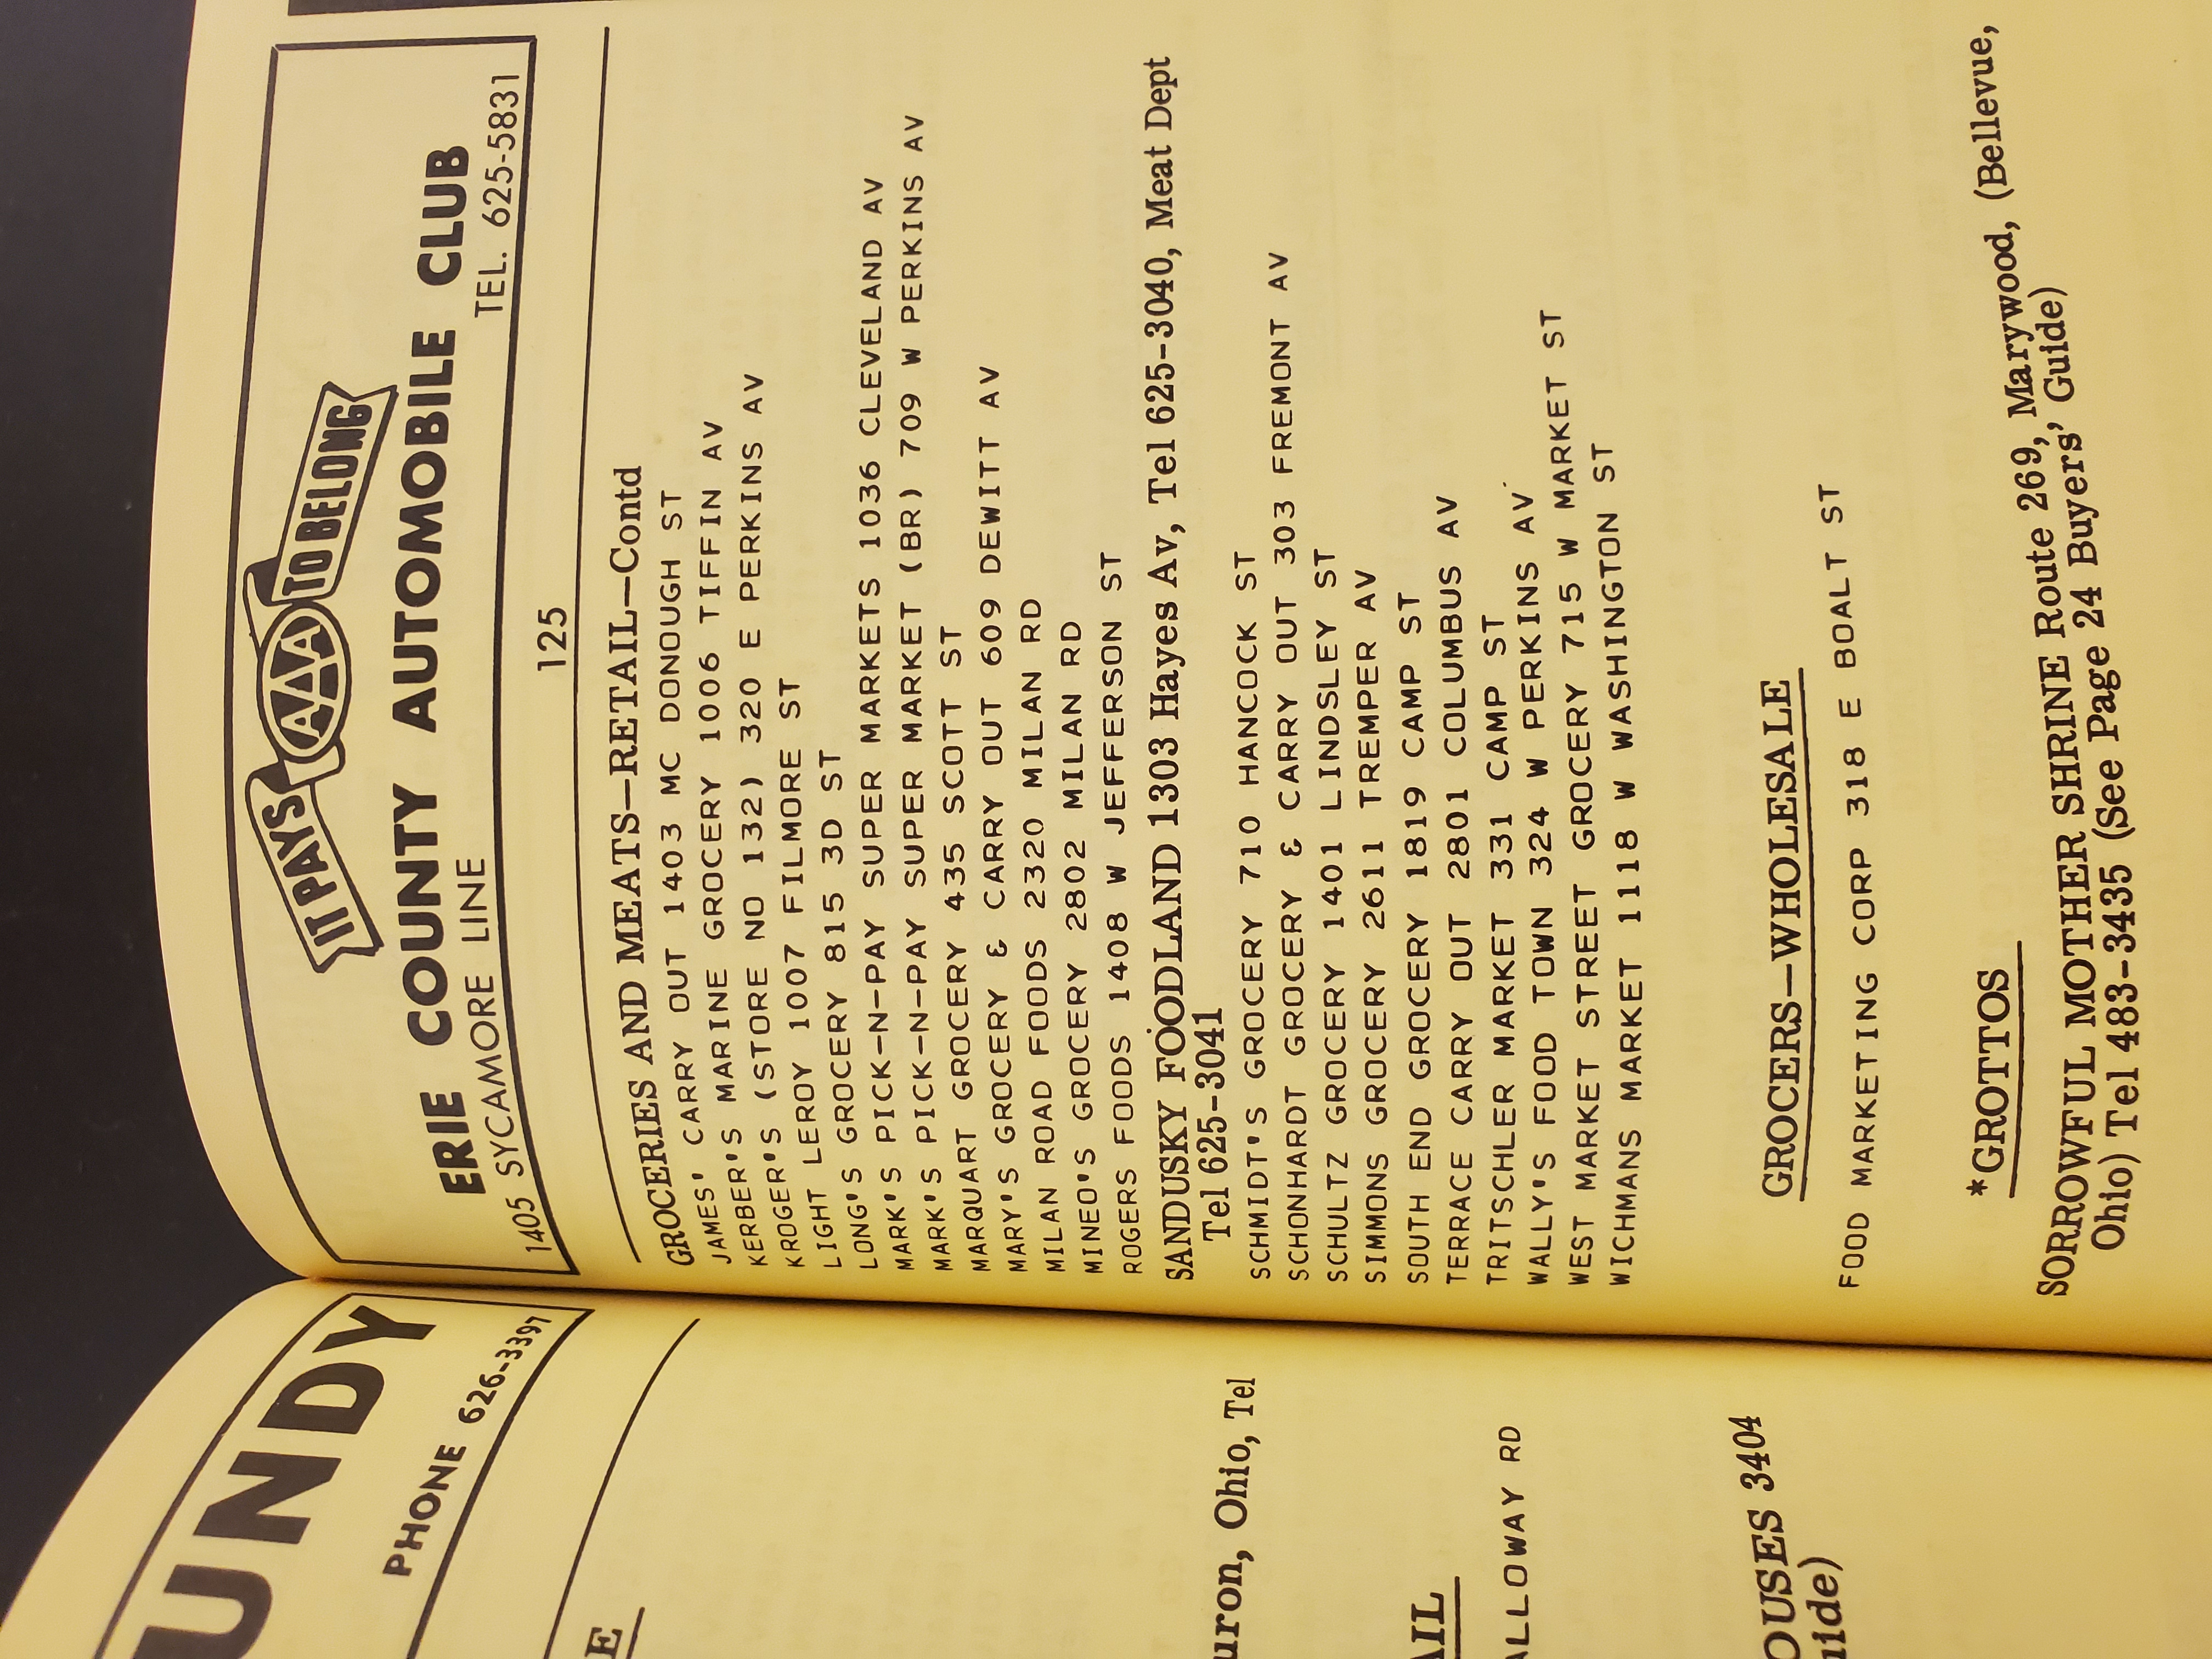 UNDY
PHONE 626-3397
E
uron, Ohio, Tel
AIL
ALLOWAY RD
OUSES 3404
uide)
IT PAYS AAA TO BELONG
ERIE COUNTY AUTOMOBILE CLUB
1405 SYCAMORE LINE TEL. 625-5831
125
GROCERIES AND MEATS—RETAIL—Contd
JAMES' CARRY OUT 1403 MC DONOUGH ST
KERBER'S MARINE GROCERY 1006 TIFFIN AV
KROGER'S (STORE NO 132) 320 E PERKINS AV
LIGHT LEROY 1007 FILMORE ST
LONG'S GROCERY 815 3D ST
MARK'S PICK-N-PAY SUPER MARKETS 1036 CLEVELAND AV
MARK'S PICK-N-PAY SUPER MARKET (BR) 709 W PERKINS AV
MARQUART GROCERY 435 SCOTT ST
MARY'S GROCERY & CARRY OUT 609 DEWITT AV
MILAN ROAD FOODS 2320 MILAN RD
MINEO'S GROCERY 2802 MILAN RD
ROGERS FOODS 1408 W JEFFERSON ST
SANDUSKY FOODLAND 1303 Hayes Av, Tel 625-3040, Meat Dept
Tel 625-3041
SCHMIDT'S GROCERY 710 HANCOCK ST
SCHONHARDT GROCERY & CARRY OUT 303 FREMONT AV
SCHULTZ GROCERY 1401 LINDSLEY ST
SIMMONS GROCERY 2611 TREMPER AV
SOUTH END GROCERY 1819 CAMP ST
TERRACE CARRY OUT 2801 COLUMBUS AV
TRITSCHLER MARKET 331 CAMP ST
WALLY'S FOOD TOWN 324 W PERKINS AV
WEST MARKET STREET GROCERY 715 W MARKET ST
WICHMANS MARKET 1118 W WASHINGTON ST
GROCERS—WHOLESALE
FOOD MARKETING CORP 318 E BOALT ST
*GROTTOS
SORROWFUL MOTHER SHRINE Route 269, Marywood, (Bellevue,
Ohio) Tel 483-3435 (See Page 24 Buyers' Guide)